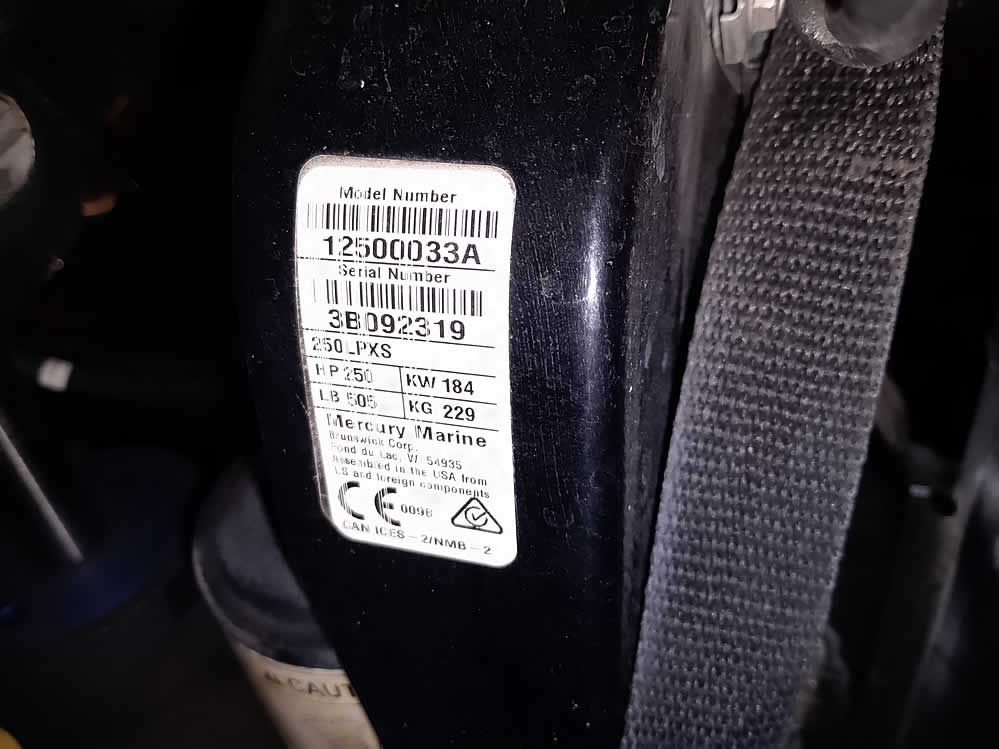 Model Number
12500033A
Serial Number
3B092319
250 LPXS
HP 250 KW 184
LB 505 KG 229
Mercury Marine
Brunswick Corp.
Fond du Lac, WI 54935
Assembled in the USA from
US and foreign components
CE 0098
CAN ICES - 2/NMB - 2
CAUT